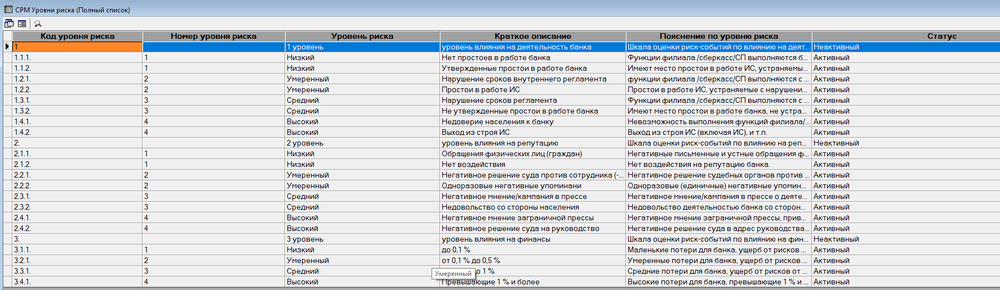 СРМ Уровни риска (Полный список)
Код уровня риска Номер уровня риска Уровень риска Краткое описание Пояснение по уровню риска Статус
1 1 уровень уровень влияния на деятельность банка Шкала оценки риск-событий по влиянию на деят... Неактивный
1.1.1. 1 Низкий Нет простоев в работе банка Функции филиала /сберкасс/СП выполняются б... Активный
1.1.2. 1 Низкий Утвержденные простои в работе банка Имеют место простои в работе ИС, устраняемы... Активный
1.2.1. 2 Умеренный Нарушение сроков внутреннего регламента функции филиала /сберкасс/СП выполняются с ... Активный
1.2.2. 2 Умеренный Простои в работе ИС Простои в работе ИС, устраняемые с нарушени... Активный
1.3.1. 3 Средний Нарушение сроков регламента Функции филиала /сберкасс/СП выполняются с ... Активный
1.3.2. 3 Средний Не утвержденные простои в работе банка Имеют место простои в работе банка, не устра... Активный
1.4.1. 4 Высокий Недоверие населения к банку Невозможность выполнения функций филиала/... Активный
1.4.2. 4 Высокий Выход из строя ИС Выход из строя ИС (включая ИС), и т.п. Активный
2. 2 уровень уровень влияния на репутацию Шкала оценки риск-событий по влиянию на реп... Неактивный
2.1.1. 1 Низкий Обращения физических лиц (граждан) Негативные письменные и устные обращения ф... Активный
2.1.2. 1 Низкий Нет воздействия Нет воздействия на репутацию банка. Активный
2.2.1. 2 Умеренный Негативное решение суда против сотрудника (-... Негативное решение судебных органов против ... Активный
2.2.2. 2 Умеренный Одноразовые негативные упоминани Одноразовые (единичные) негативные упомин... Активный
2.3.1. 3 Средний Негативное мнение/кампания в прессе Негативное мнение/кампания в прессе о деяте... Активный
2.3.2. 3 Средний Недовольство со стороны населения Недовольство деятельностью банка со сторон... Активный
2.4.1. 4 Высокий Негативное мнение заграничной прессы Негативное мнение заграничной прессы, прив... Активный
2.4.2. 4 Высокий Негативное решение суда на руководство Негативное решение суда в адрес руководства... Активный
3. 3 уровень уровень влияния на финансы Шкала оценки риск-событий по влиянию на фин... Неактивный
3.1.1. 1 Низкий до 0,1 % Маленькие потери для банка, ущерб от рисков ... Активный
3.2.1. 2 Умеренный от 0,1 % до 0,5 % Умеренные потери для банка, ущерб от рисков ... Активный
3.3.1. 3 Средний до 1 % Средние потери для банка, ущерб от рисков от ... Активный
Умеренный
3.4.1. 4 Высокий Превышающие 1 % и более Высокие потери для банка, превышающие 1 % и ... Активный